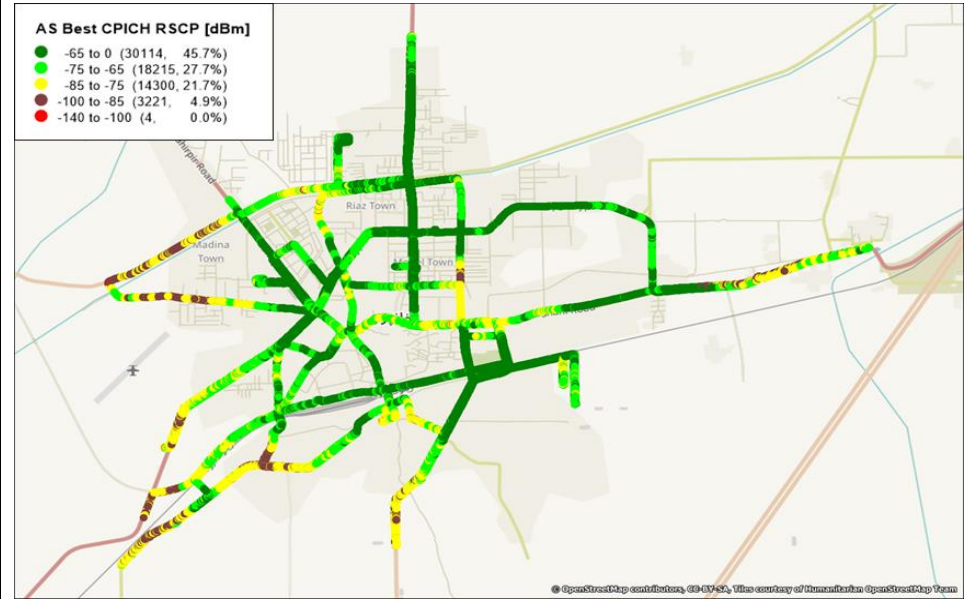 AS Best CPICH RSCP [dBm]
-65 to 0 (30114, 45.7%)
-75 to -65 (18215, 27.7%)
-85 to -75 (14300, 21.7%)
-100 to -85 (3221, 4.9%)
-140 to -100 (4, 0.0%)
Road
Riaz Town
Madina
Town
Town
© OpenStreetMap contributors, CC-BY-SA, Tiles courtesy of Humanitarian OpenStreetMap Team